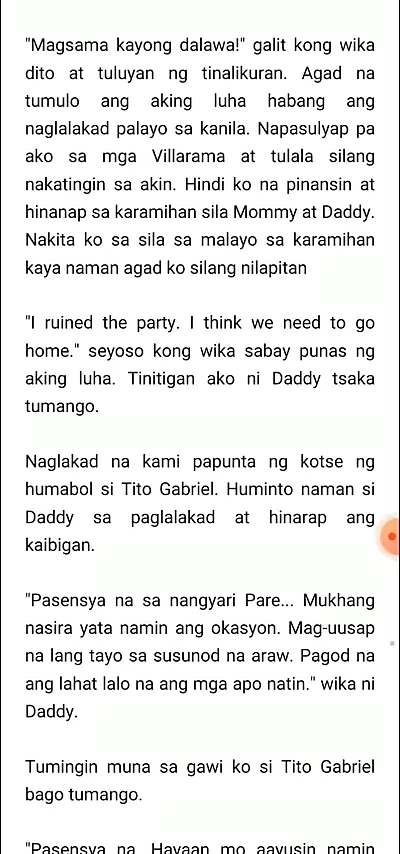 "Magsama kayong dalawa!" galit kong wika
dito at tuluyan ng tinalikuran. Agad na
tumulo ang aking luha habang ang
naglalakad palayo sa kanila. Napasulyap pa
ako sa mga Villarama at tulala silang
nakatingin sa akin. Hindi ko na pinansin at
hinanap sa karamihan sila Mommy at Daddy.
Nakita ko sa sila sa malayo sa karamihan
kaya naman agad ko silang nilapitan
"I ruined the party. I think we need to go
home." seyoso kong wika sabay punas ng
aking luha. Tinitigan ako ni Daddy tsaka
tumango.
Naglakad na kami papunta ng kotse ng
humabol si Tito Gabriel. Huminto naman si
Daddy sa paglalakad at hinarap ang
kaibigan.
"Pasensya na sa nangyari Pare... Mukhang
nasira yata namin ang okasyon. Mag-uusap
na lang tayo sa susunod na araw. Pagod na
ang lahat lalo na ang mga apo natin." wika ni
Daddy.
Tumingin muna sa gawi ko si Tito Gabriel
bago tumango.
"Pasensya na. Hayaan mo aayusin namin